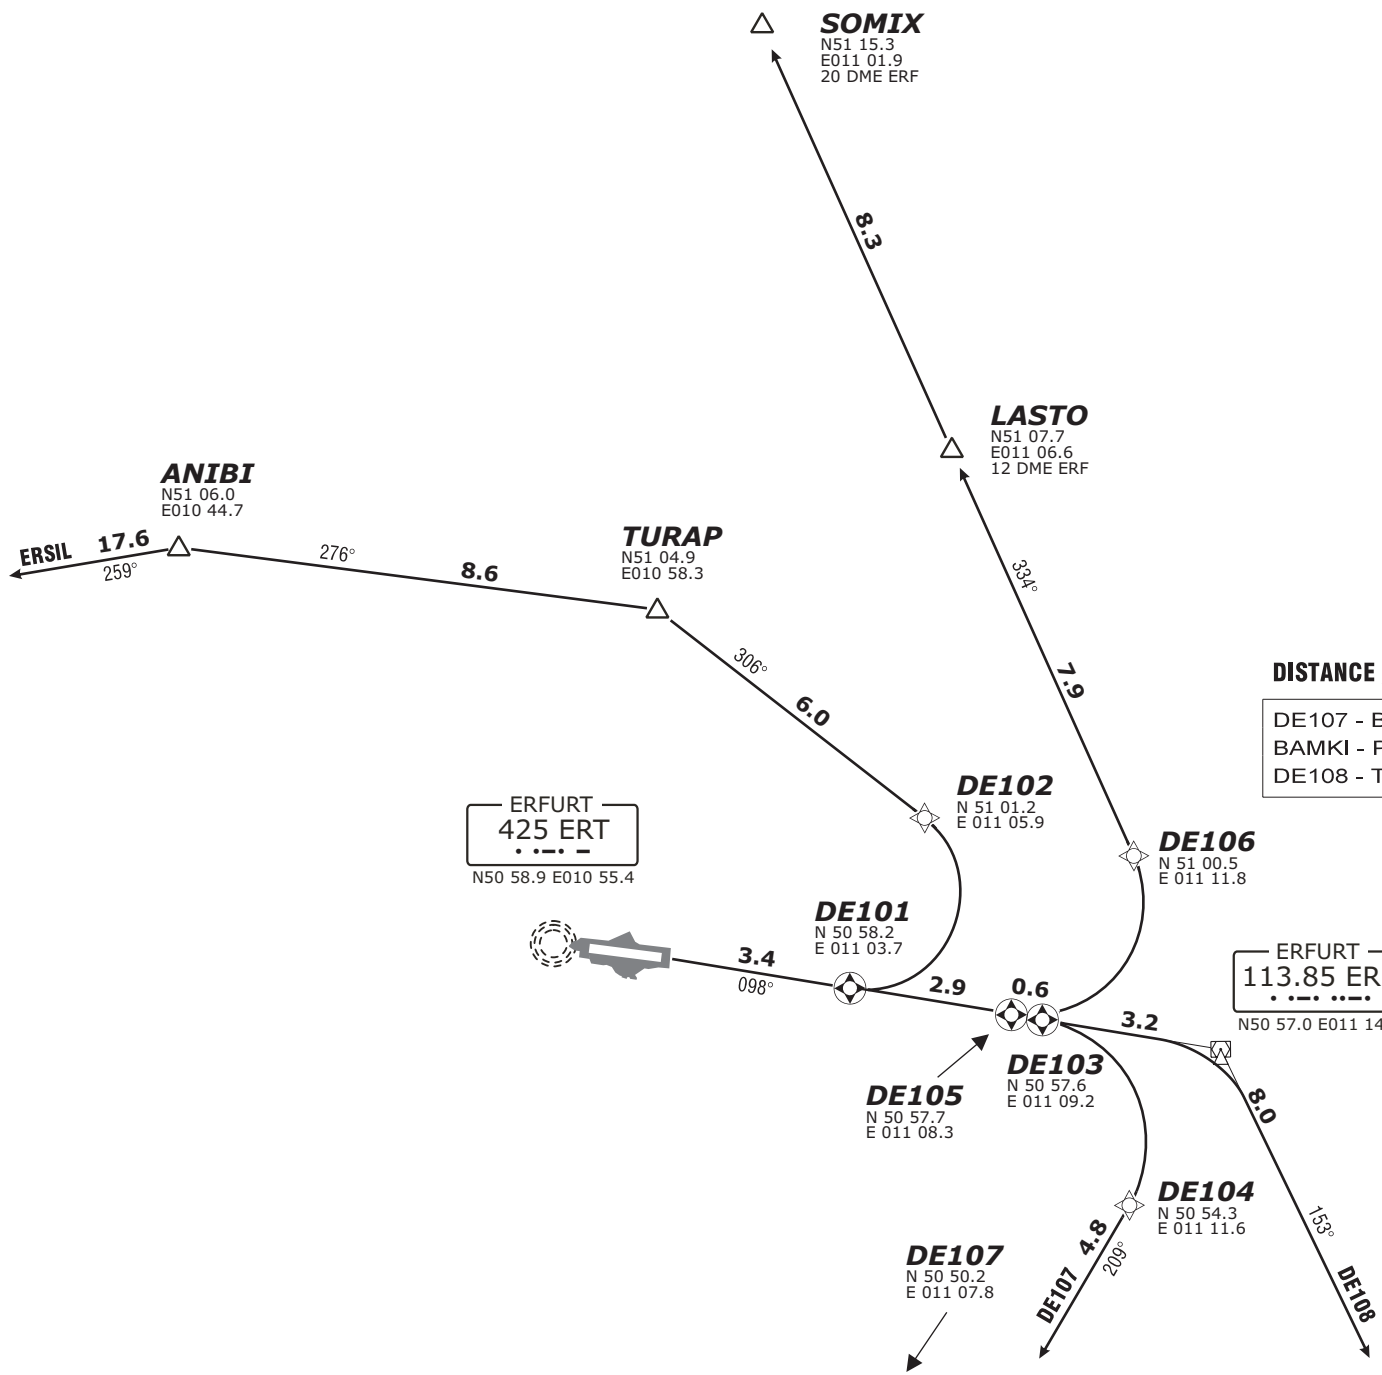 SOMIX
N51 15.3
E011 01.9
20 DME ERF
8.3
LASTO
N51 07.7
E011 06.6
12 DME ERF
ANIBI
N51 06.0
E010 44.7
ERSIL 17.6
259°
276°
8.6
TURAP
N51 04.9
E010 58.3
334°
7.9
306°
6.0
DISTANCE
DE107 - B
BAMKI - F
DE108 - T
DE102
N 51 01.2
E 011 05.9
ERFURT
425 ERT
N50 58.9 E010 55.4
DE106
N 51 00.5
E 011 11.8
DE101
N 50 58.2
E 011 03.7
3.4
098°
2.9
0.6
3.2
ERFURT
113.85 ER
N50 57.0 E011 14
DE103
N 50 57.6
E 011 09.2
DE105
N 50 57.7
E 011 08.3
8.0
153°
DE108
DE104
N 50 54.3
E 011 11.6
DE107 4.8
209°
DE107
N 50 50.2
E 011 07.8